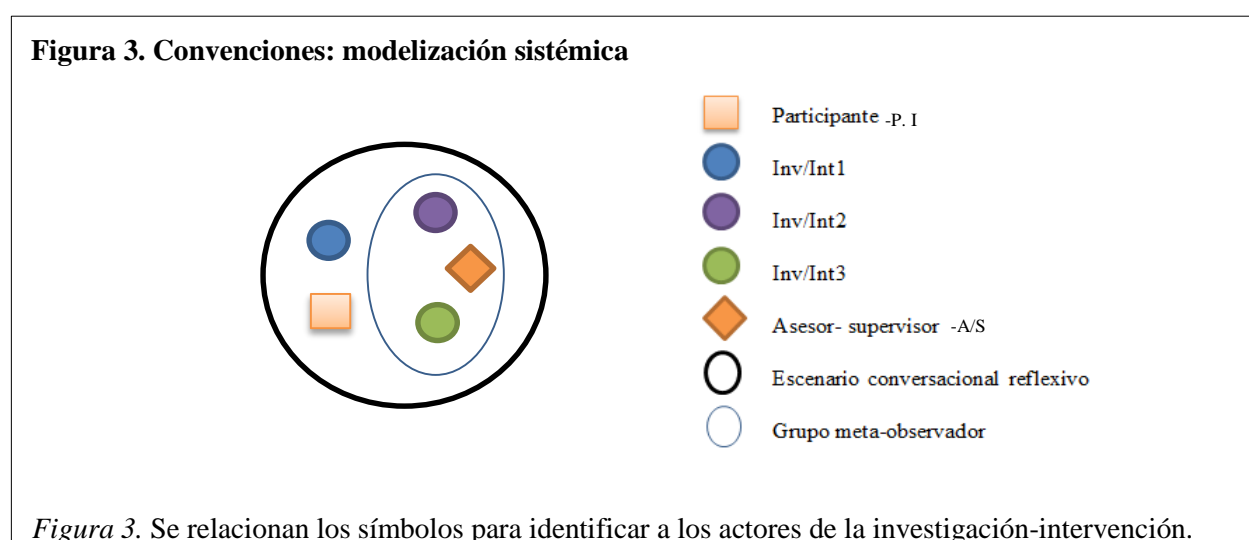 Figura 3. Convenciones: modelización sistémica
Participante -P. I
Inv/Int1
Inv/Int2
Inv/Int3
Asesor- supervisor -A/S
Escenario conversacional reflexivo
Grupo meta-observador
Figura 3. Se relacionan los símbolos para identificar a los actores de la investigación-intervención.